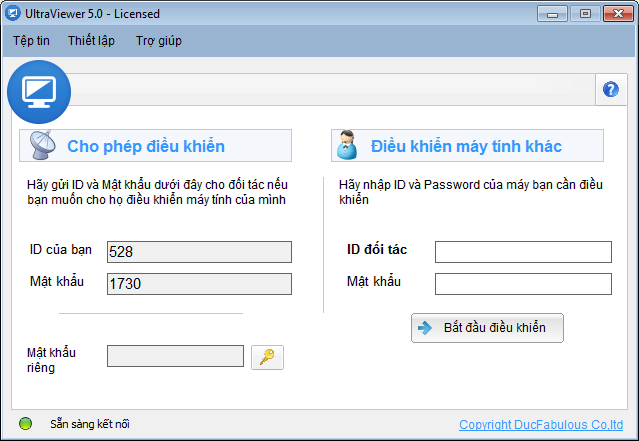 UltraViewer 5.0 - Licensed
Tệp tin Thiết lập Trợ giúp
Cho phép điều khiển
Hãy gửi ID và Mật khẩu dưới đây cho đối tác nếu
bạn muốn cho họ điều khiển máy tính của mình
ID của bạn 528
Mật khẩu 1730
Mật khẩu
riêng
Điều khiển máy tính khác
Hãy nhập ID và Password của máy bạn cần điều
khiển
ID đối tác
Mật khẩu
Bắt đầu điều khiển
Sẵn sàng kết nối
Copyright DucFabulous Co,ltd